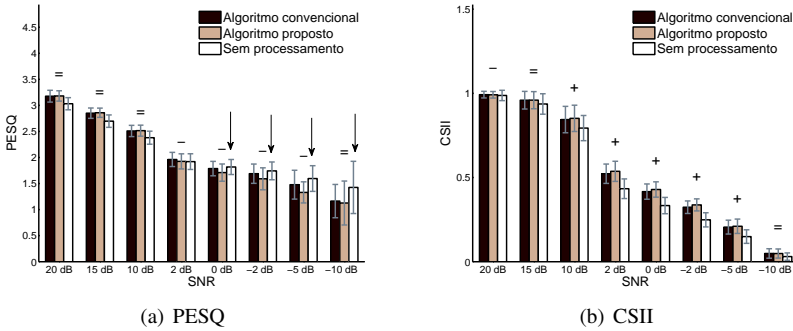 4.5
4
3.5
3
2.5
2
1.5
1
0.5
0
PESQ
Algoritmo convencional
Algoritmo proposto
Sem processamento
= = = − − − − =
20 dB 15 dB 10 dB 2 dB 0 dB −2 dB −5 dB −10 dB
SNR
(a) PESQ
1.5
1
0.5
0
CSII
Algoritmo convencional
Algoritmo proposto
Sem processamento
− = + + + + + =
20 dB 15 dB 10 dB 2 dB 0 dB −2 dB −5 dB −10 dB
SNR
(b) CSII